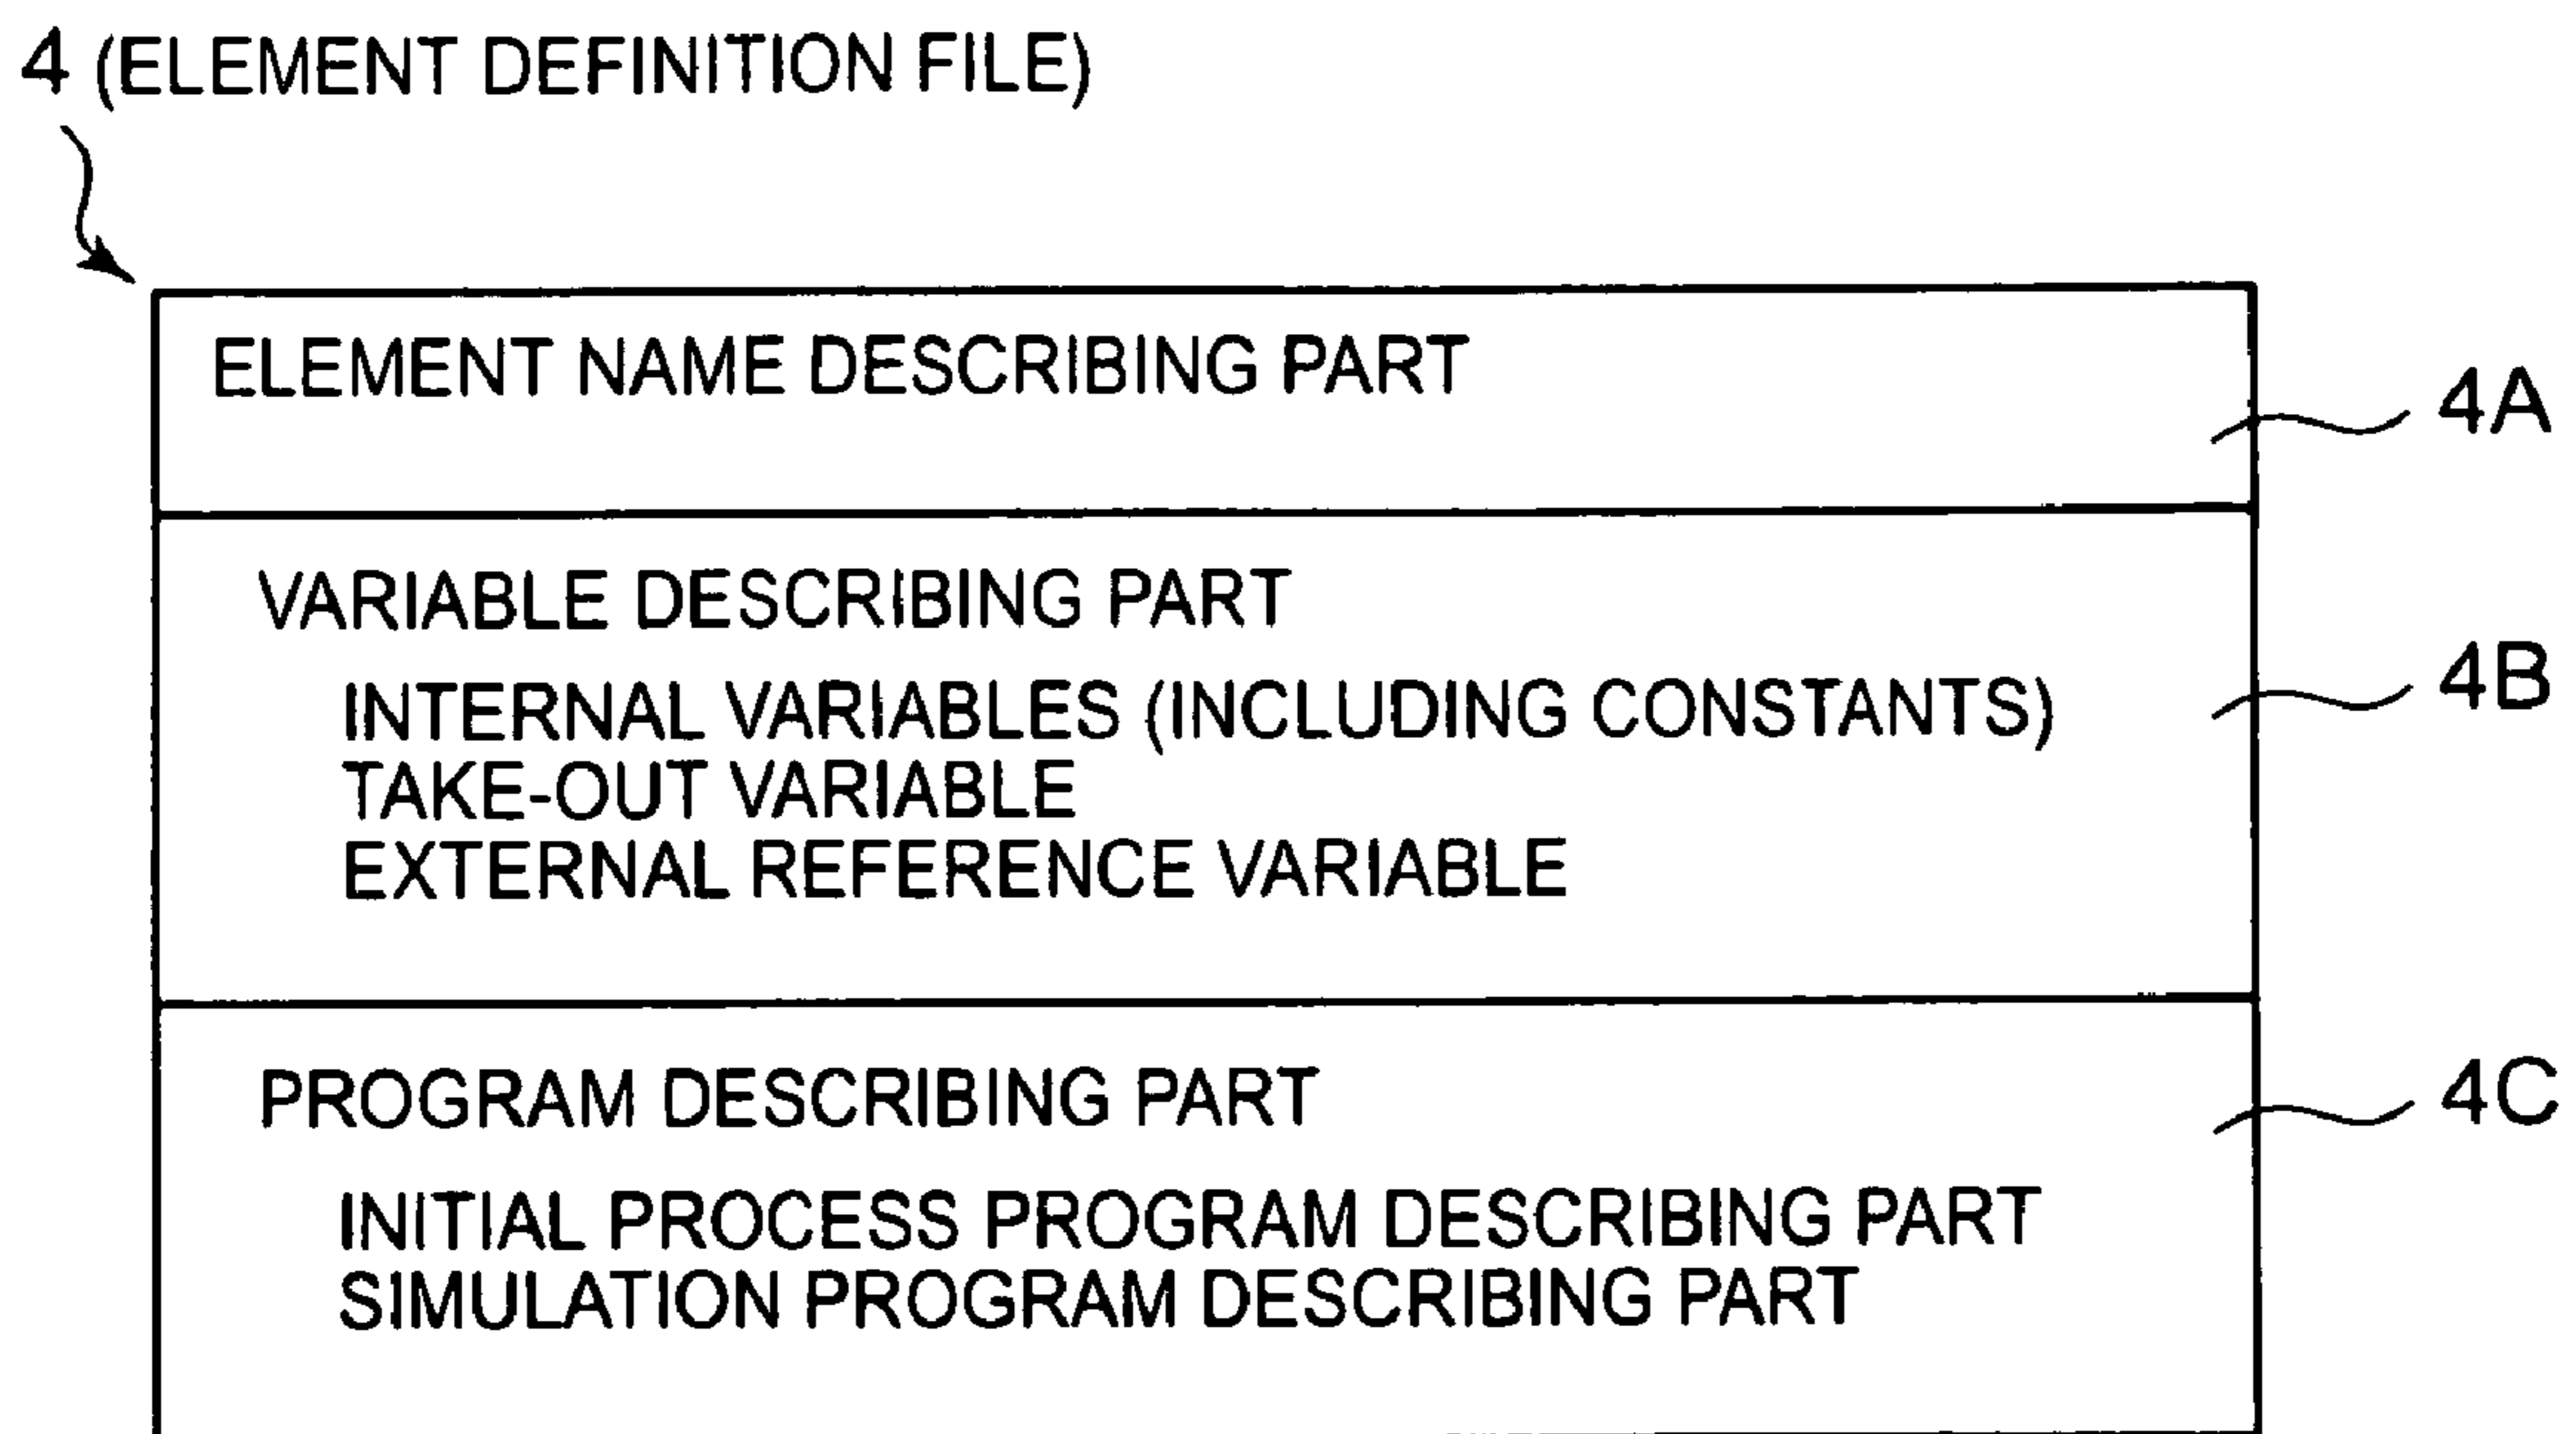 4 (ELEMENT DEFINITION FILE)
ELEMENT NAME DESCRIBING PART
4A
VARIABLE DESCRIBING PART
INTERNAL VARIABLES (INCLUDING CONSTANTS)
TAKE-OUT VARIABLE
EXTERNAL REFERENCE VARIABLE
4B
PROGRAM DESCRIBING PART
INITIAL PROCESS PROGRAM DESCRIBING PART
SIMULATION PROGRAM DESCRIBING PART
4C